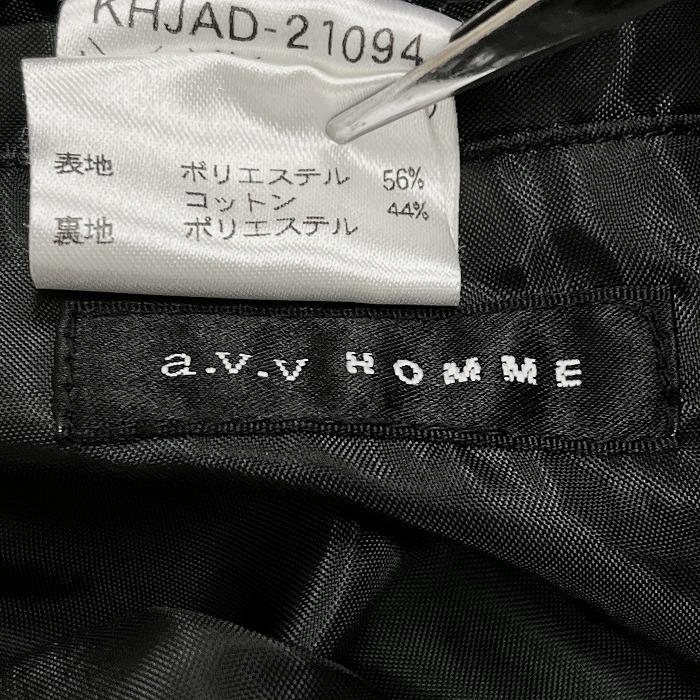 KHJAD-21094
表地 ポリエステル 56%
コットン 44%
裏地 ポリエステル
a.v.v HOMME